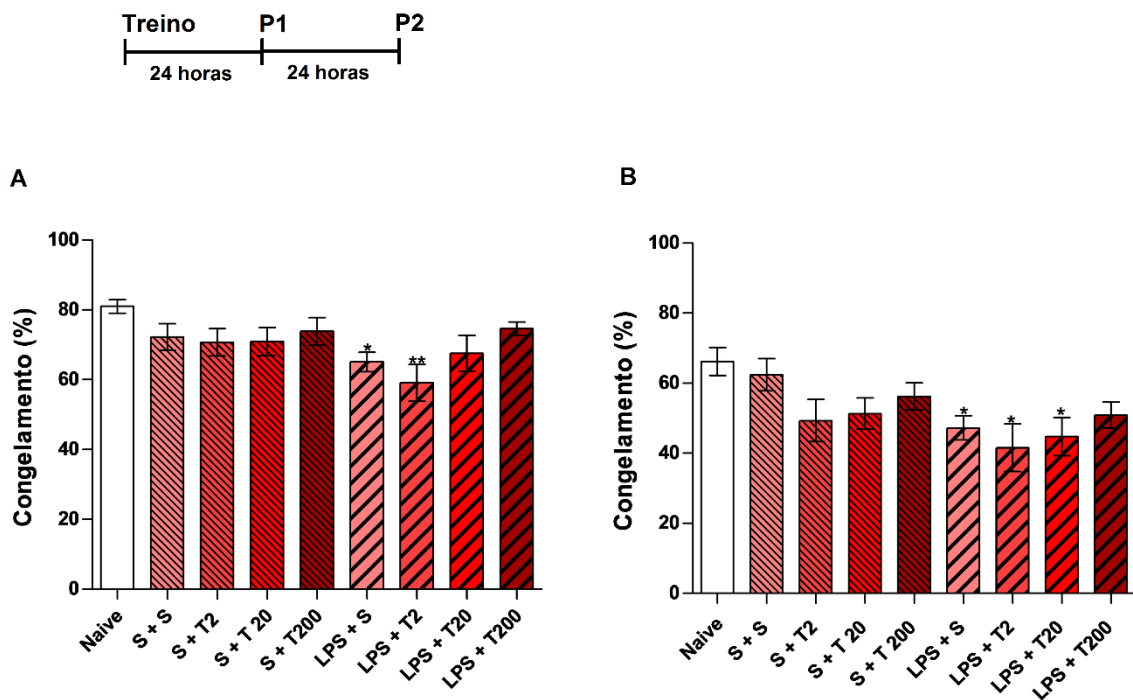 Treino P1 P2
24 horas 24 horas
A
Congelamento (%)
100
80
60
40
20
0
* **
Naive S + S S + T2 S + T 20 S + T200 LPS + S LPS + T2 LPS + T20 LPS + T200
B
Congelamento (%)
100
80
60
40
20
0
* * *
Naive S + S S + T2 S + T 20 S + T 200 LPS + S LPS + T2 LPS + T20 LPS + T200